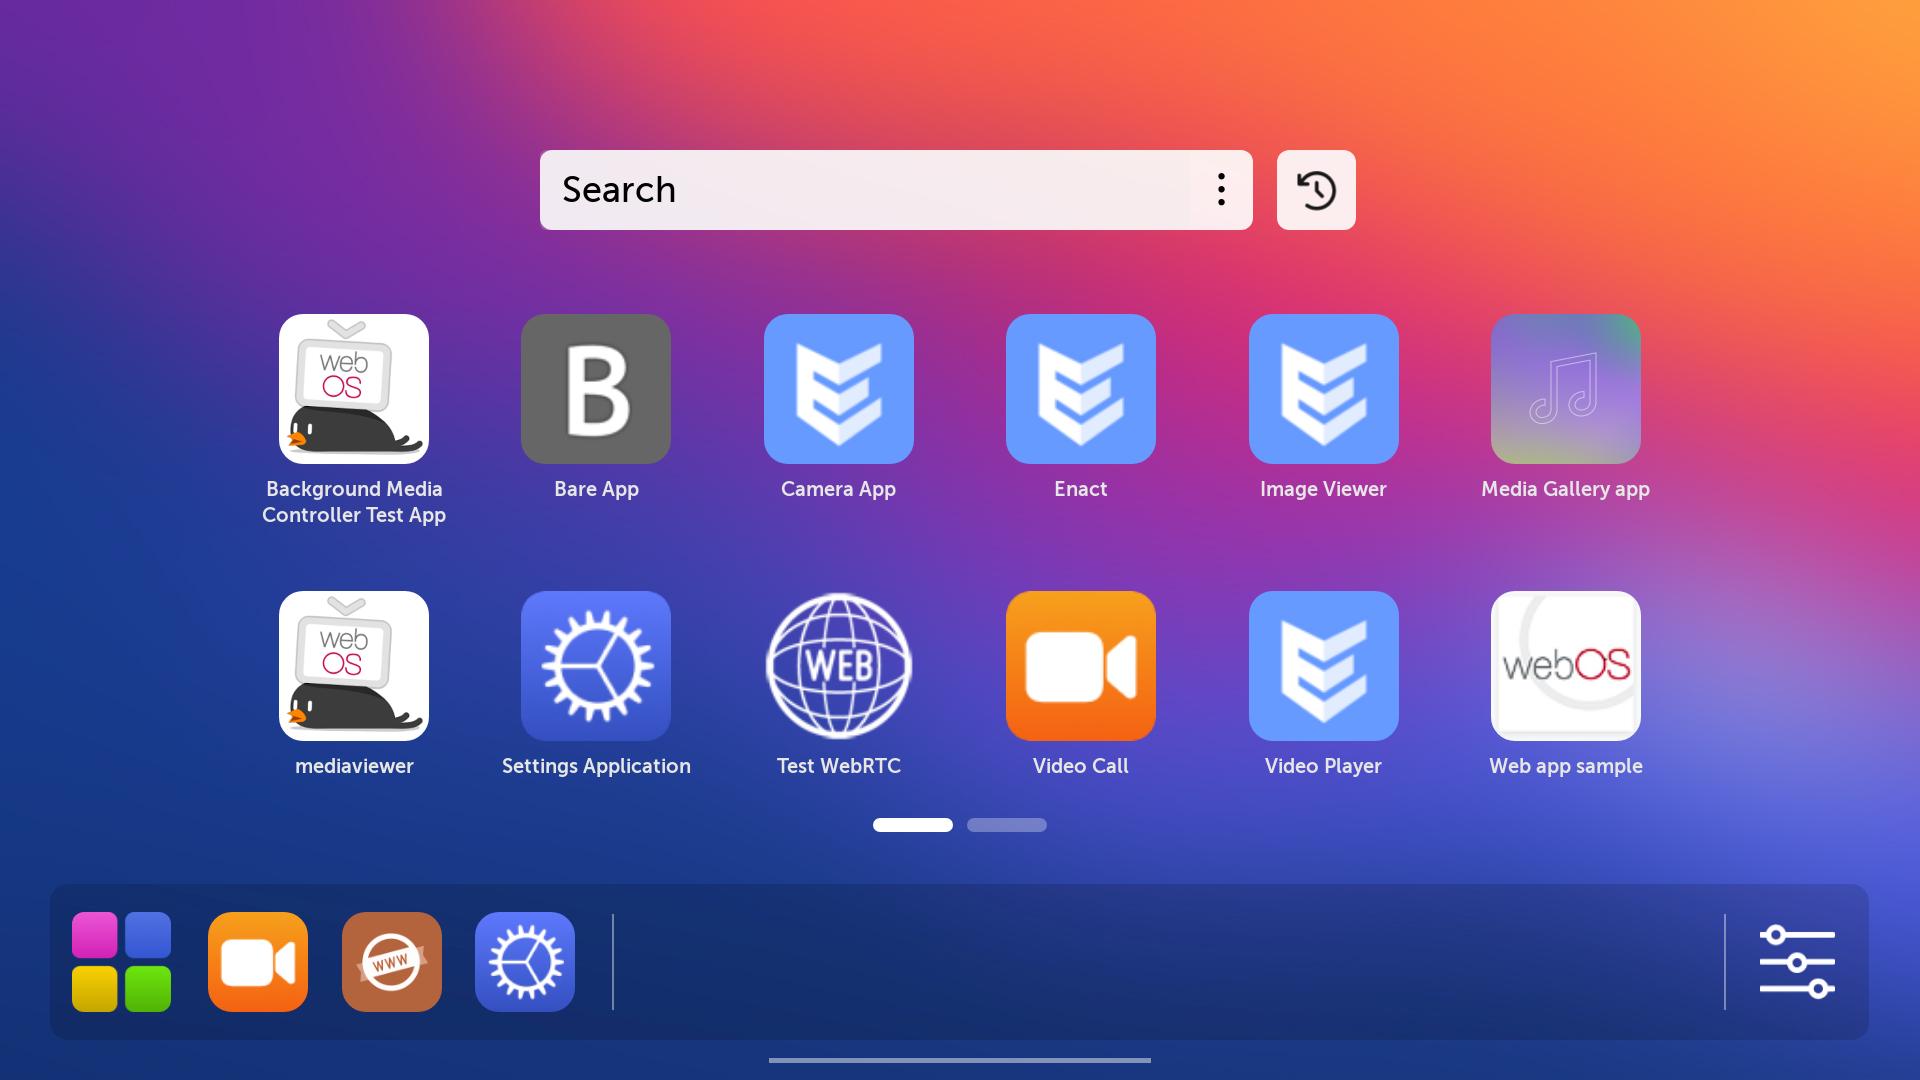 Search
web
OS
B
Background Media
Controller Test App
Bare App
Camera App
Enact
Image Viewer
Media Gallery app
web
OS
WEB
webOS
mediaviewer
Settings Application
Test WebRTC
Video Call
Video Player
Web app sample
WWW